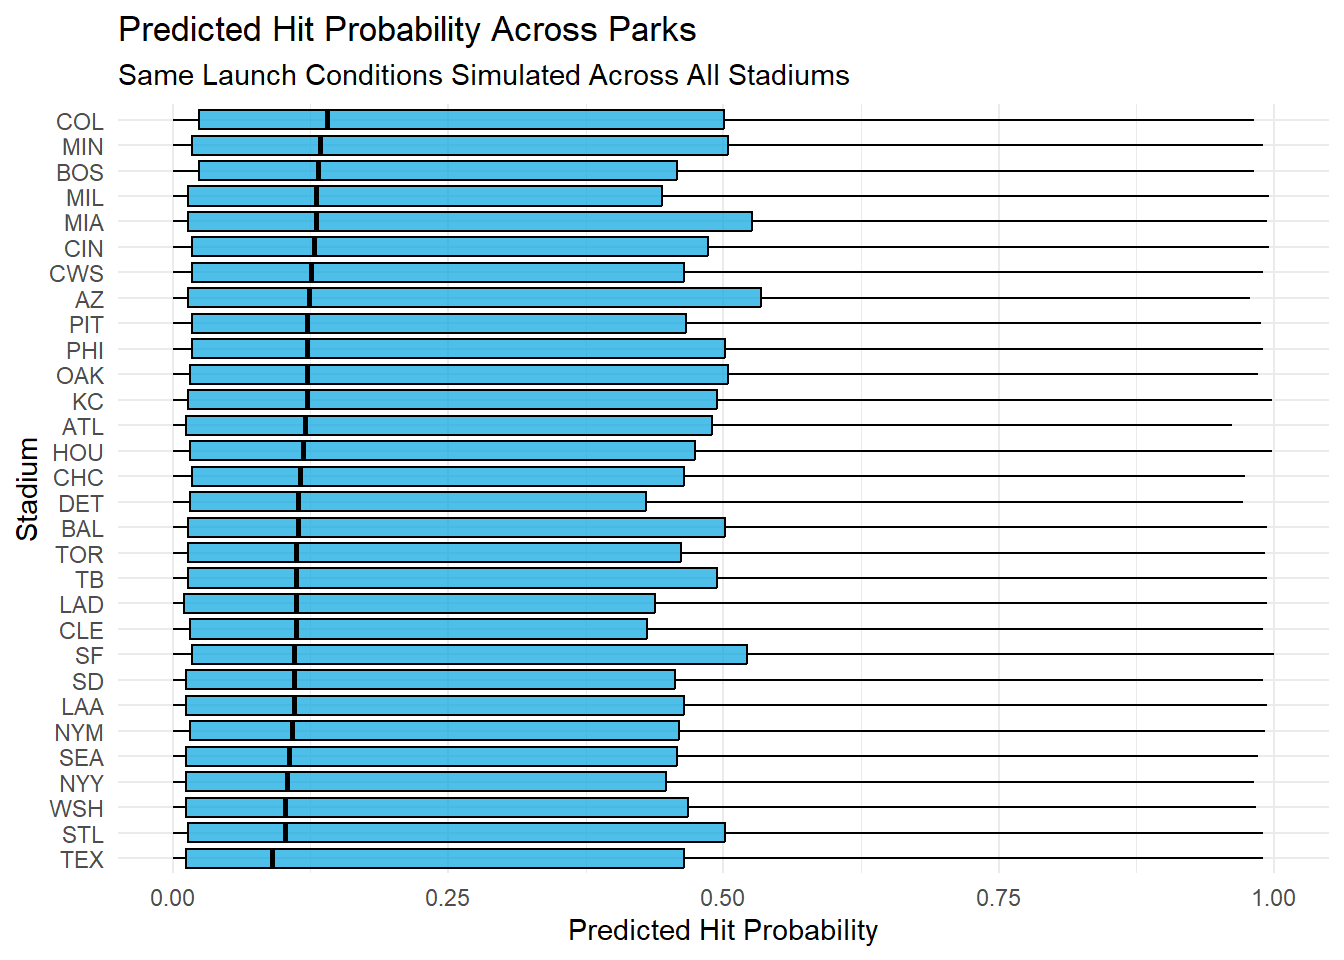 Predicted Hit Probability Across Parks
Same Launch Conditions Simulated Across All Stadiums
COL
MIN
BOS
MIL
MIA
CIN
CWS
AZ
PIT
PHI
OAK
KC
ATL
HOU
CHC
DET
BAL
TOR
TB
LAD
CLE
SF
SD
LAA
NYM
SEA
NYY
WSH
STL
TEX
Stadium
0.00 0.25 0.50 0.75 1.00
Predicted Hit Probability